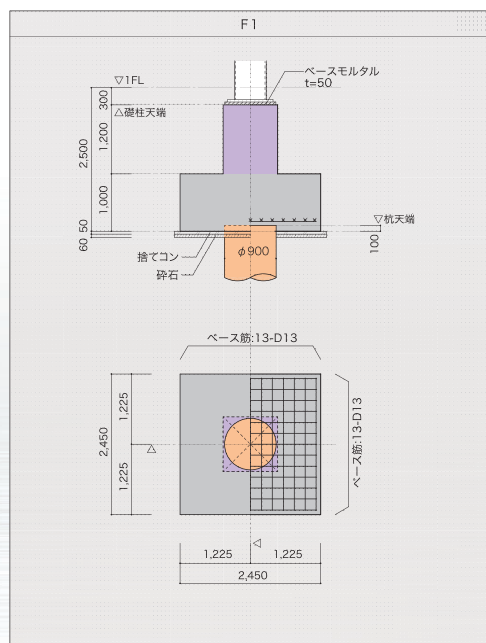 F1
▽1FL
ベースモルタル
t=50
300
△礎柱天端
1,200
2,500
1,000
▽杭天端
60 50
100
φ900
捨てコン
砕石
ベース筋:13-D13
1,225
2,450
1,225
ベース筋:13-D13
1,225
1,225
2,450